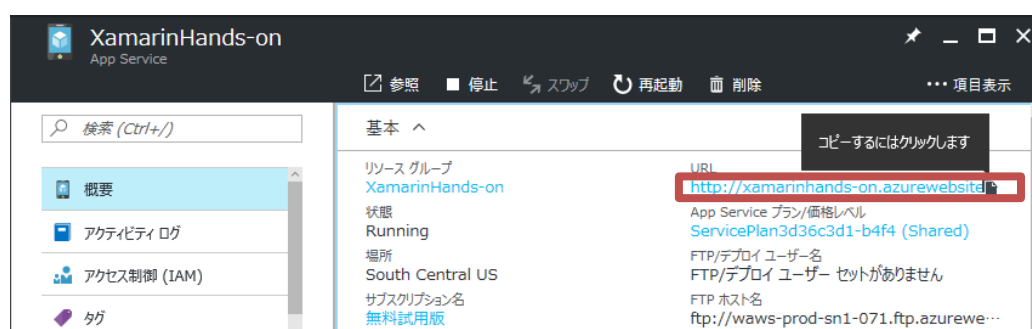 XamarinHands-on
App Service
参照 停止 スワップ 再起動 削除 ••• 項目表示
検索 (Ctrl+/)
概要
アクティビティ ログ
アクセス制御 (IAM)
タグ
基本
コピーするにはクリックします
リソース グループ
XamarinHands-on
URL
http://xamarinhands-on.azurewebsite
状態
Running
App Service プラン/価格レベル
ServicePlan3d36c3d1-b4f4 (Shared)
場所
South Central US
FTP/デプロイ ユーザー名
FTP/デプロイ ユーザー セットがありません
サブスクリプション名
無料試用版
FTP ホスト名
ftp://waws-prod-sn1-071.ftp.azurewe…